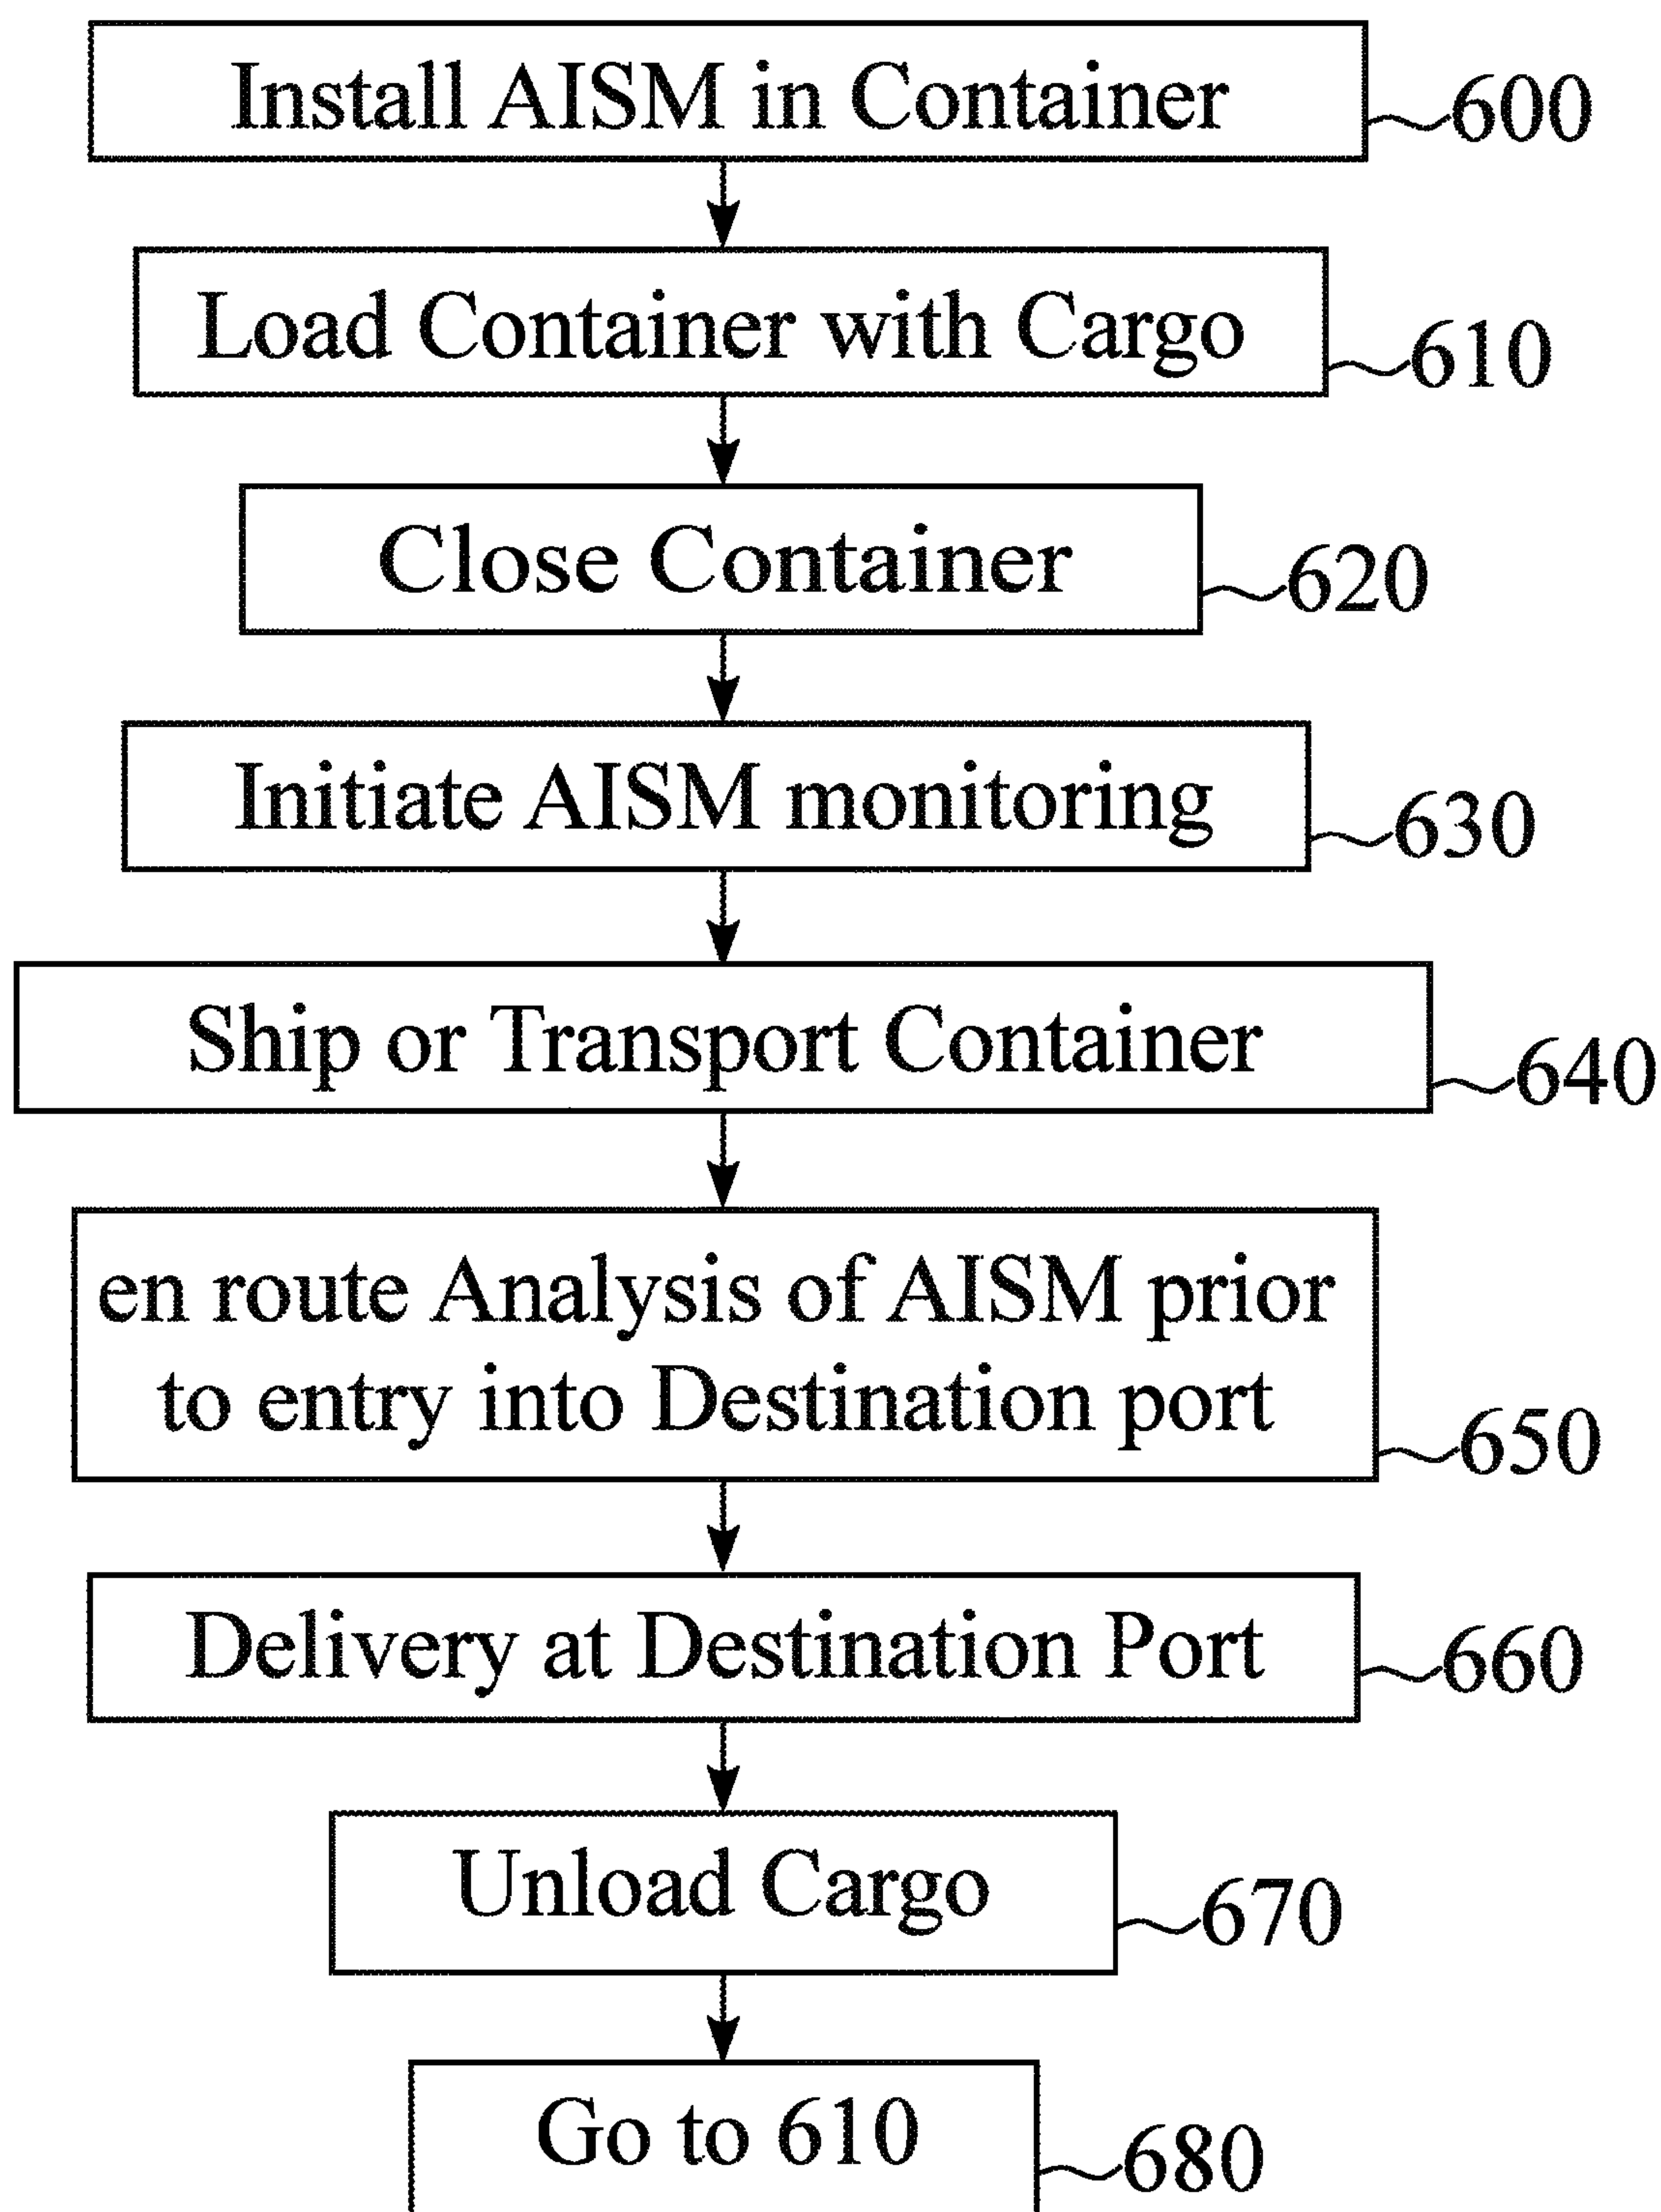 Install AISM in Container
600
Load Container with Cargo
610
Close Container
620
Initiate AISM monitoring
630
Ship or Transport Container
640
en route Analysis of AISM prior
to entry into Destination port
650
Delivery at Destination Port
660
Unload Cargo
670
Go to 610
680